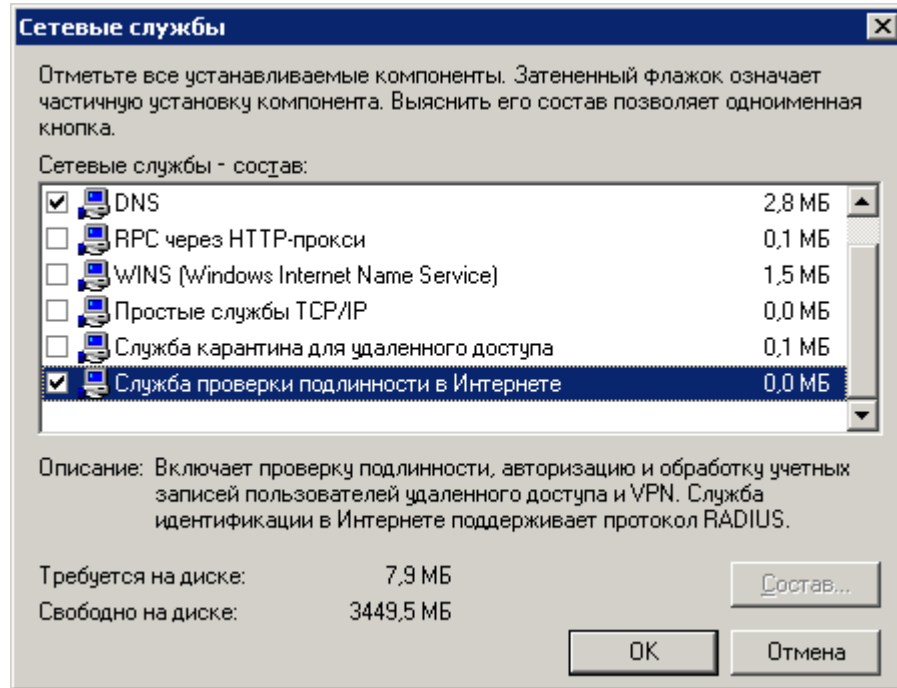 Сетевые службы
Отметьте все устанавливаемые компоненты. Затененный флажок означает
частичную установку компонента. Выяснить его состав позволяет одноименная
кнопка.
Сетевые службы - состав:
DNS 2,8 МБ
RPC через HTTP-прокси 0,1 МБ
WINS (Windows Internet Name Service) 1,5 МБ
Простые службы TCP/IP 0,0 МБ
Служба карантина для удаленного доступа 0,1 МБ
Служба проверки подлинности в Интернете 0,0 МБ
Описание: Включает проверку подлинности, авторизацию и обработку учетных
записей пользователей удаленного доступа и VPN. Служба
идентификации в Интернете поддерживает протокол RADIUS.
Требуется на диске: 7,9 МБ
Состав...
Свободно на диске: 3449,5 МБ
OK Отмена